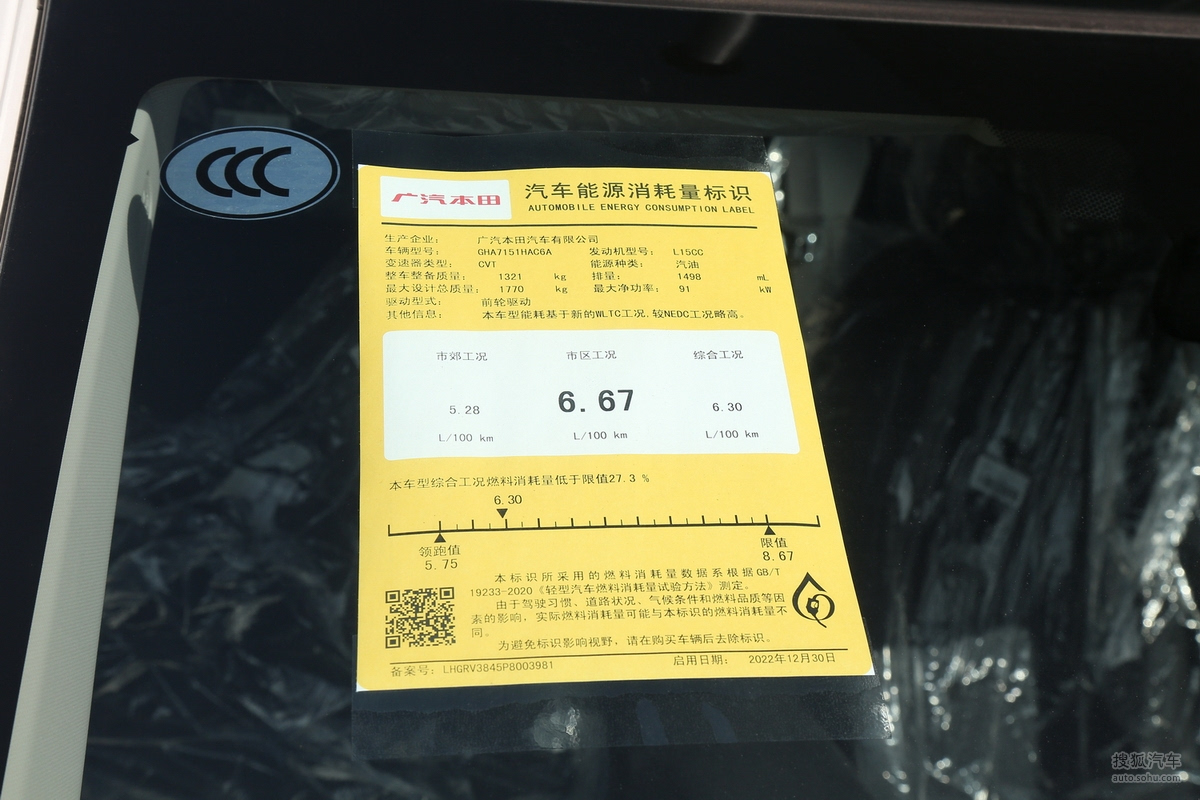 CCC
广汽本田
汽车能源消耗量标识
AUTOMOBILE ENERGY CONSUMPTION LABEL
生产企业: 广汽本田汽车有限公司
车辆型号: GHA7151HAC6A 发动机型号: L15CC
变速器类型: CVT 能源种类: 汽油
整车整备质量: 1321 kg 排量: 1498 mL
最大设计总质量: 1770 kg 最大净功率: 91 kW
驱动型式: 前轮驱动
其他信息: 本车型能耗基于新的WLTC工况,较NEDC工况略高。
市郊工况 市区工况 综合工况
5.28 6.67 6.30
L/100 km L/100 km L/100 km
本车型综合工况燃料消耗量低于限值27.3 %
6.30
领跑值 限值
5.75 8.67
本标识所采用的燃料消耗量数据系根据GB/T
19233-2020《轻型汽车燃料消耗量试验方法》测定。
由于驾驶习惯、道路状况、气候条件和燃料品质等因
素的影响，实际燃料消耗量可能与本标识的燃料消耗量不
同。
为避免标识影响视野，请在购买车辆后去除标识。
备案号: LHGRV3845P8003981 启用日期: 2022年12月30日
搜狐汽车
auto.sohu.com